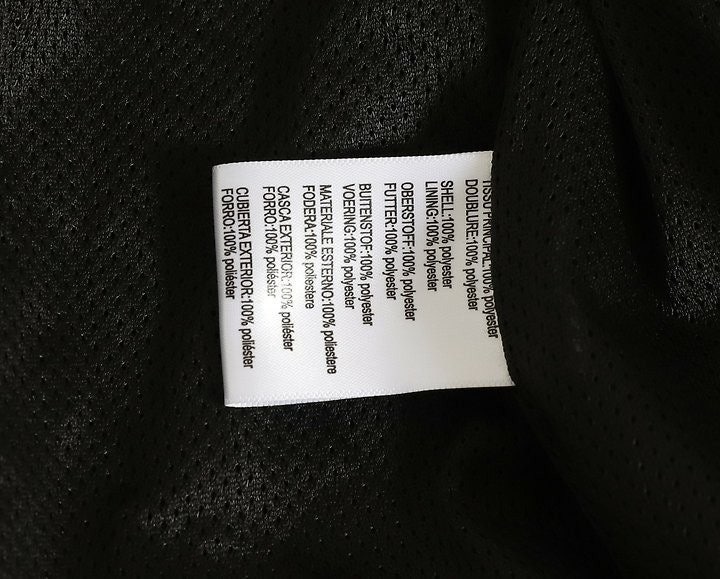 TISSU PRINCIPAL:100% polyester
DOUBLURE:100% polyester
SHELL:100% polyester
LINING:100% polyester
OBERSTOFF:100% polyester
FUTTER:100% polyester
BUITENSTOF:100% polyester
VOERING:100% polyester
MATERIALE ESTERNO:100% poliestere
FODERA:100% poliestere
CASCA EXTERIOR:100% poliéster
FORRO:100% poliéster
CUBIERTA EXTERIOR:100% poliéster
FORRO:100% poliéster